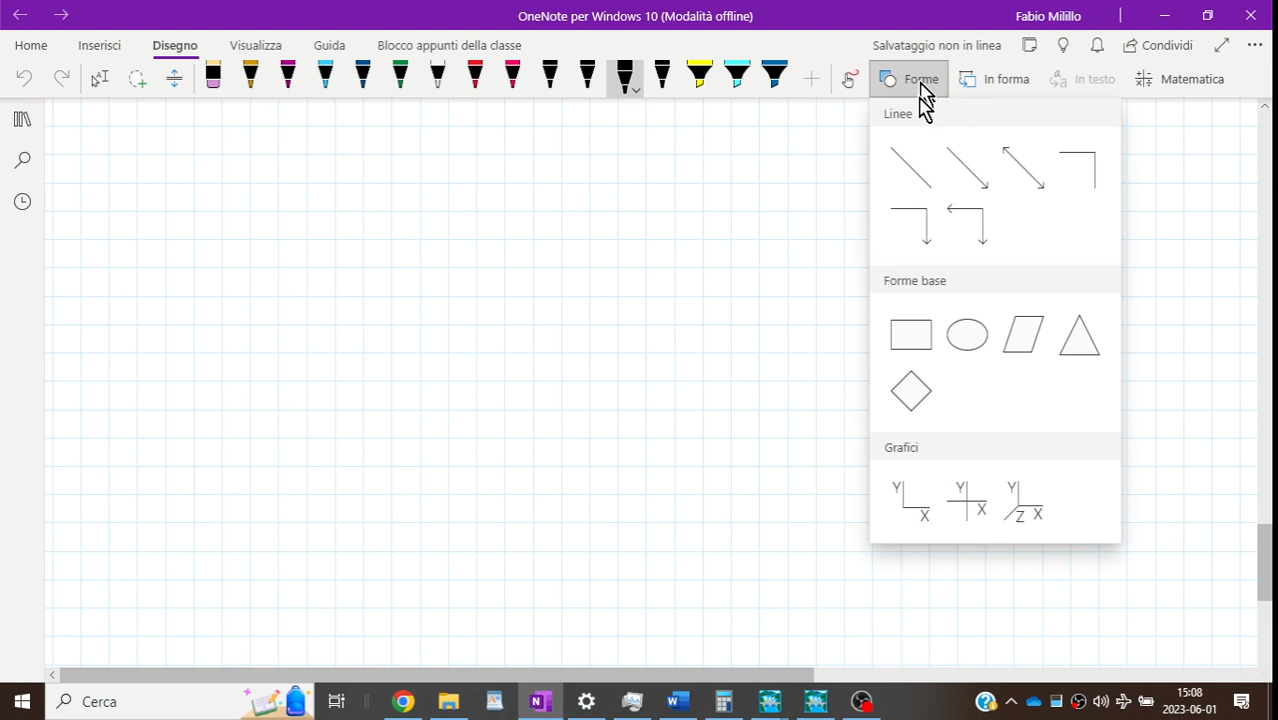 OneNote per Windows 10 (Modalità offline)
Fabio Milillo
Home Inserisci Disegno Visualizza Guida Blocco appunti della classe
Salvataggio non in linea
Condividi
Forme
In forma
In testo
Matematica
Linee
Forme base
Grafici
Y X
Y X
Y Z X
Cerca
15:08
2023-06-01